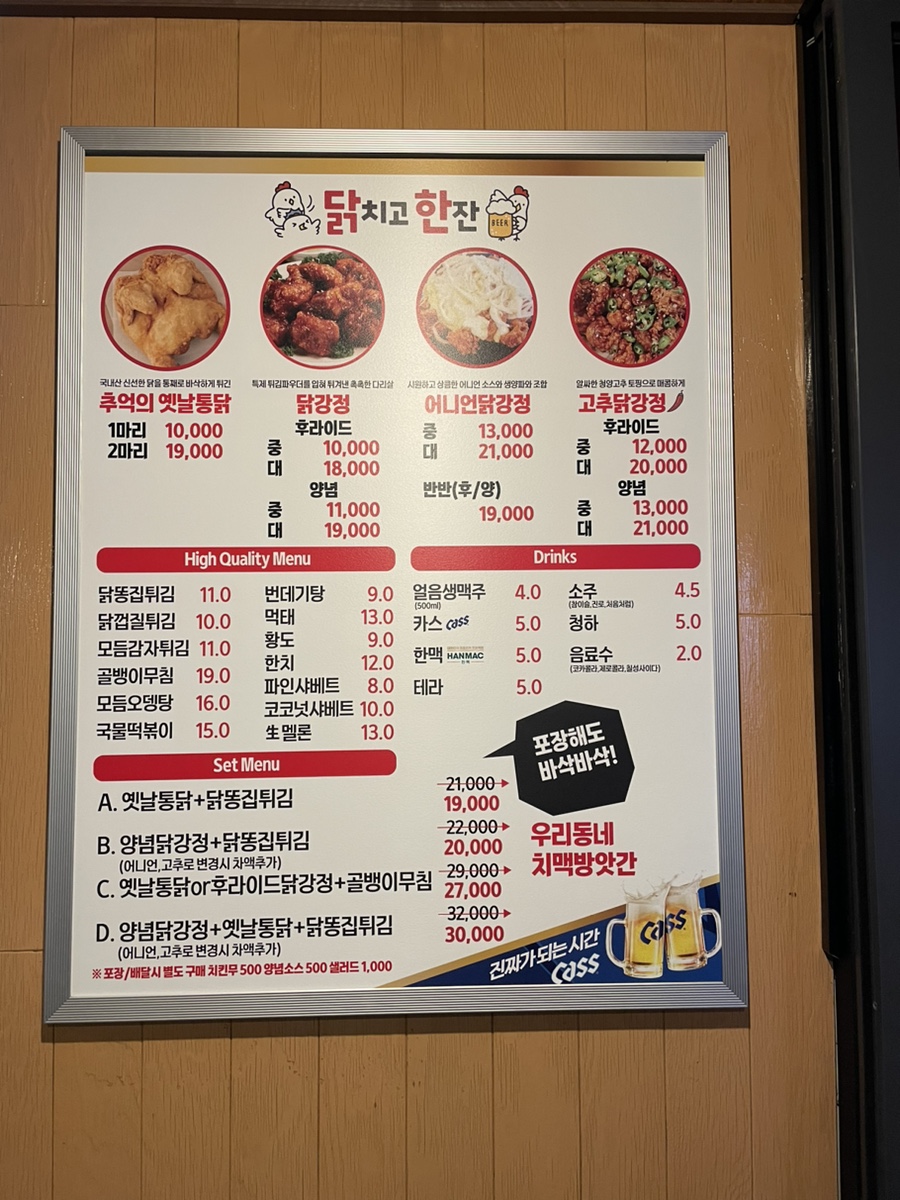 닭치고 한잔
BEER
국내산 신선한 닭을 통째로 바삭하게 튀긴
추억의 옛날통닭
1마리 10,000
2마리 19,000
특제 튀김파우더를 입혀 튀겨낸 촉촉한 다리살
닭강정
후라이드
중 10,000
대 18,000
양념
중 11,000
대 19,000
시원하고 상큼한 어니언 소스와 생양파와 조합
어니언닭강정
중 13,000
대 21,000
반반(후/양)
19,000
알싸한 청양고추 토핑으로 매콤하게
고추닭강정
후라이드
중 12,000
대 20,000
양념
중 13,000
대 21,000
High Quality Menu
닭똥집튀김 11.0
닭껍질튀김 10.0
모듬감자튀김 11.0
골뱅이무침 19.0
모듬오뎅탕 16.0
국물떡볶이 15.0
번데기탕 9.0
먹태 13.0
황도 9.0
한치 12.0
파인샤베트 8.0
코코넛샤베트 10.0
生멜론 13.0
Drinks
얼음생맥주 4.0
(500ml)
카스 Cass 5.0
한맥 HANMAC 5.0
테라 5.0
소주 4.5
(참이슬,진로,처음처럼)
청하 5.0
음료수 2.0
(코카콜라,제로콜라,칠성사이다)
포장해도
바삭바삭!
Set Menu
A. 옛날통닭+닭똥집튀김 21,000
19,000
B. 양념닭강정+닭똥집튀김 22,000
(어니언,고추로 변경시 차액추가) 20,000
C. 옛날통닭or후라이드닭강정+골뱅이무침 29,000
27,000
D. 양념닭강정+옛날통닭+닭똥집튀김 32,000
(어니언,고추로 변경시 차액추가) 30,000
우리동네
치맥방앗간
※ 포장/배달시 별도 구매 치킨무 500 양념소스 500 샐러드 1,000
진짜가 되는 시간
Cass
Cass